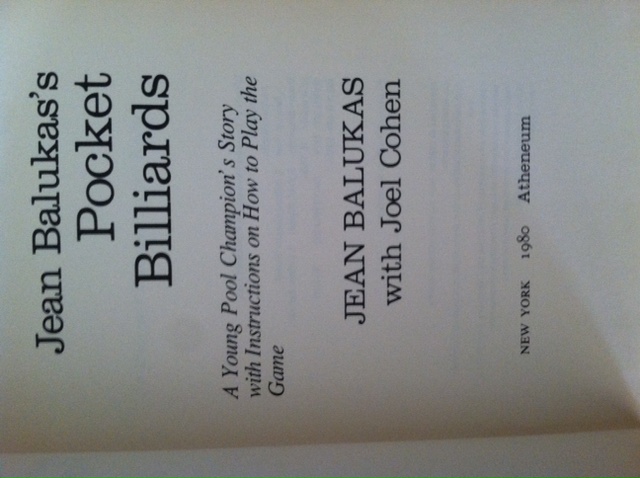 Jean Balukas's
Pocket
Billiards
A Young Pool Champion's Story
with Instructions on How to Play the
Game
JEAN BALUKAS
with Joel Cohen
NEW YORK 1980 Atheneum